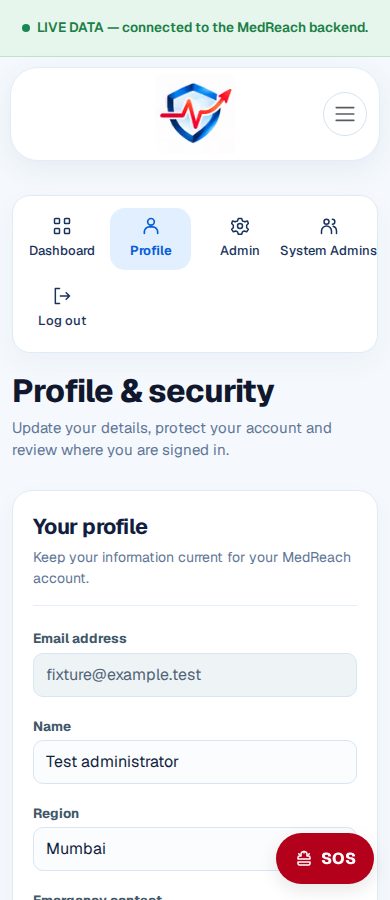 LIVE DATA — connected to the MedReach backend.
Dashboard
Profile
Admin
System Admins
Log out
Profile & security
Update your details, protect your account and
review where you are signed in.
Your profile
Keep your information current for your MedReach
account.
Email address
fixture@example.test
Name
Test administrator
Region
Mumbai
SOS
Emergency contact